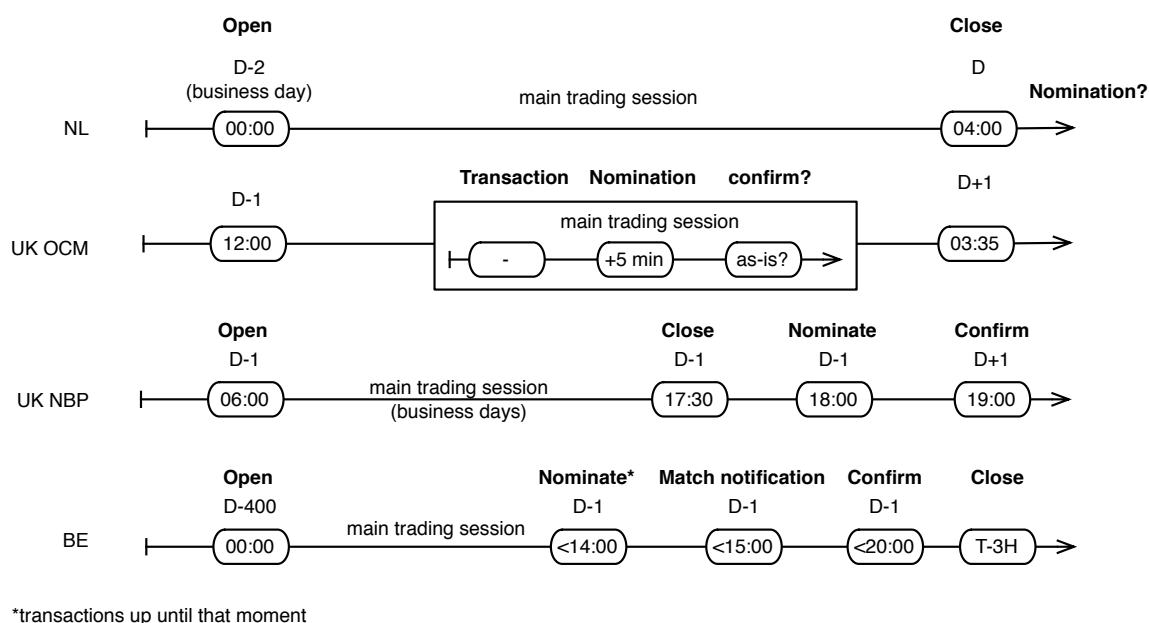 Open
Close
D-2
(business day)
D
main trading session
Nomination?
NL
00:00
04:00
Transaction
Nomination
confirm?
D-1
D+1
main trading session
UK OCM
12:00
-
+5 min
as-is?
03:35
Open
Close
Nominate
Confirm
D-1
D-1
D-1
D+1
main trading session
(business days)
UK NBP
06:00
17:30
18:00
19:00
Open
Nominate*
Match notification
Confirm
Close
D-400
D-1
D-1
D-1
main trading session
BE
00:00
<14:00
<15:00
<20:00
T-3H
*transactions up until that moment